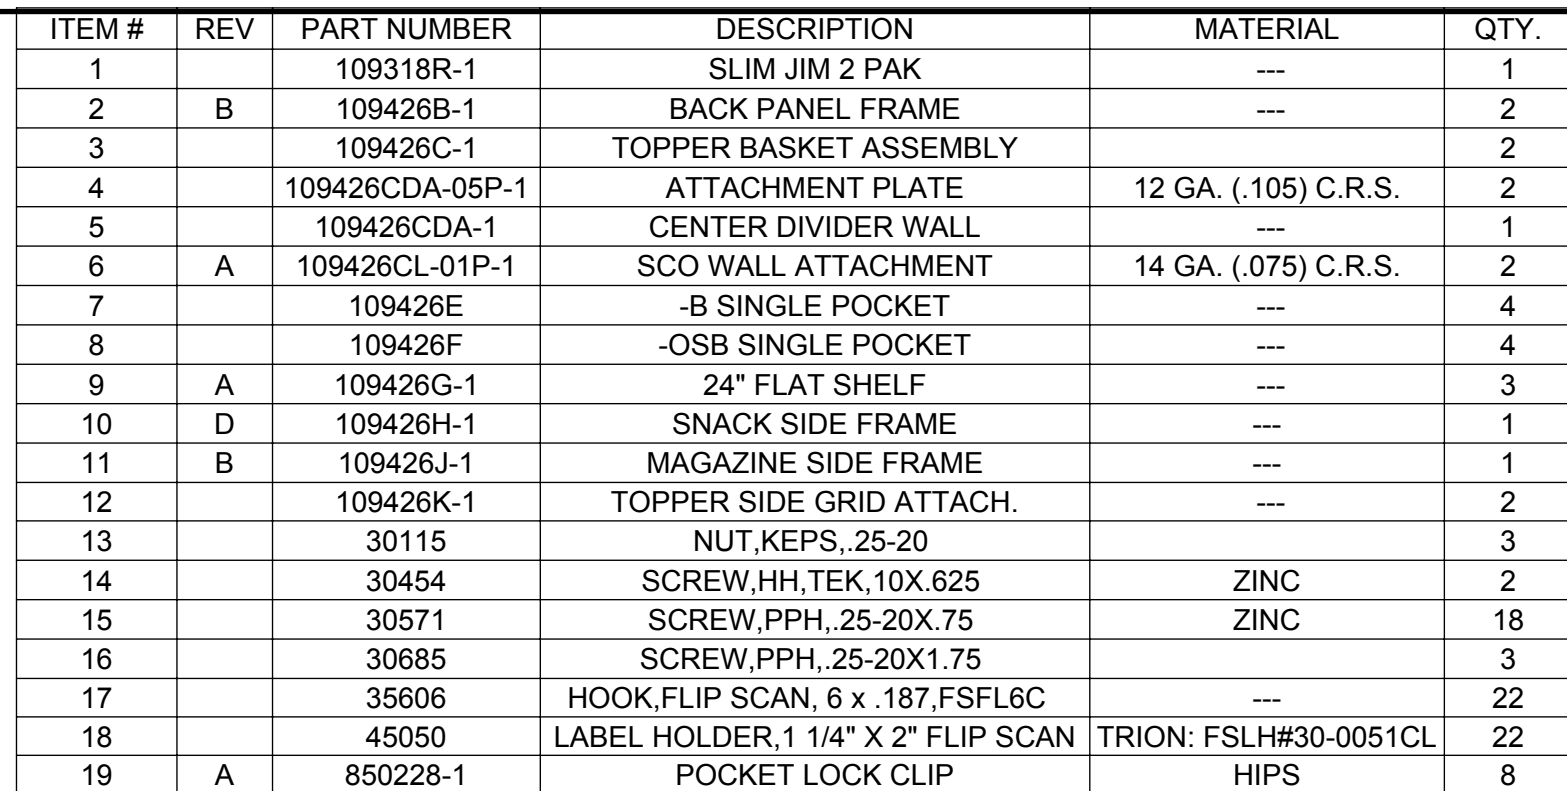 ITEM # REV PART NUMBER DESCRIPTION MATERIAL QTY.
1 109318R-1 SLIM JIM 2 PAK --- 1
2 B 109426B-1 BACK PANEL FRAME --- 2
3 109426C-1 TOPPER BASKET ASSEMBLY 2
4 109426CDA-05P-1 ATTACHMENT PLATE 12 GA. (.105) C.R.S. 2
5 109426CDA-1 CENTER DIVIDER WALL --- 1
6 A 109426CL-01P-1 SCO WALL ATTACHMENT 14 GA. (.075) C.R.S. 2
7 109426E -B SINGLE POCKET --- 4
8 109426F -OSB SINGLE POCKET --- 4
9 A 109426G-1 24" FLAT SHELF --- 3
10 D 109426H-1 SNACK SIDE FRAME --- 1
11 B 109426J-1 MAGAZINE SIDE FRAME --- 1
12 109426K-1 TOPPER SIDE GRID ATTACH. --- 2
13 30115 NUT,KEPS,.25-20 3
14 30454 SCREW,HH,TEK,10X.625 ZINC 2
15 30571 SCREW,PPH,.25-20X.75 ZINC 18
16 30685 SCREW,PPH,.25-20X1.75 3
17 35606 HOOK,FLIP SCAN, 6 x .187,FSFL6C --- 22
18 45050 LABEL HOLDER,1 1/4" X 2" FLIP SCAN TRION: FSLH#30-0051CL 22
19 A 850228-1 POCKET LOCK CLIP HIPS 8